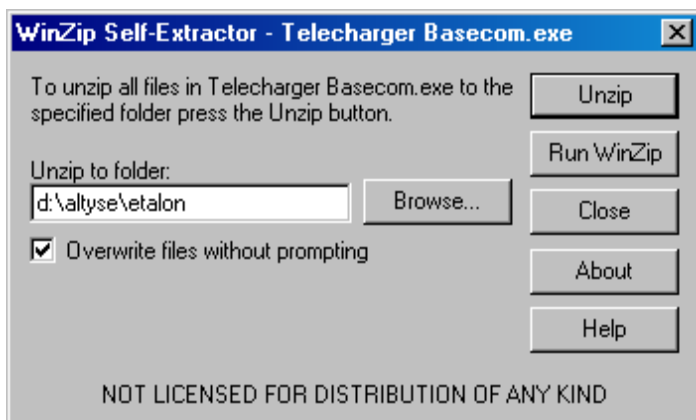 WinZip Self-Extractor - Telecharger Basecom.exe
To unzip all files in Telecharger Basecom.exe to the
specified folder press the Unzip button.
Unzip to folder:
d:\altyse\etalon
Browse...
Overwrite files without prompting
Unzip
Run WinZip
Close
About
Help
NOT LICENSED FOR DISTRIBUTION OF ANY KIND